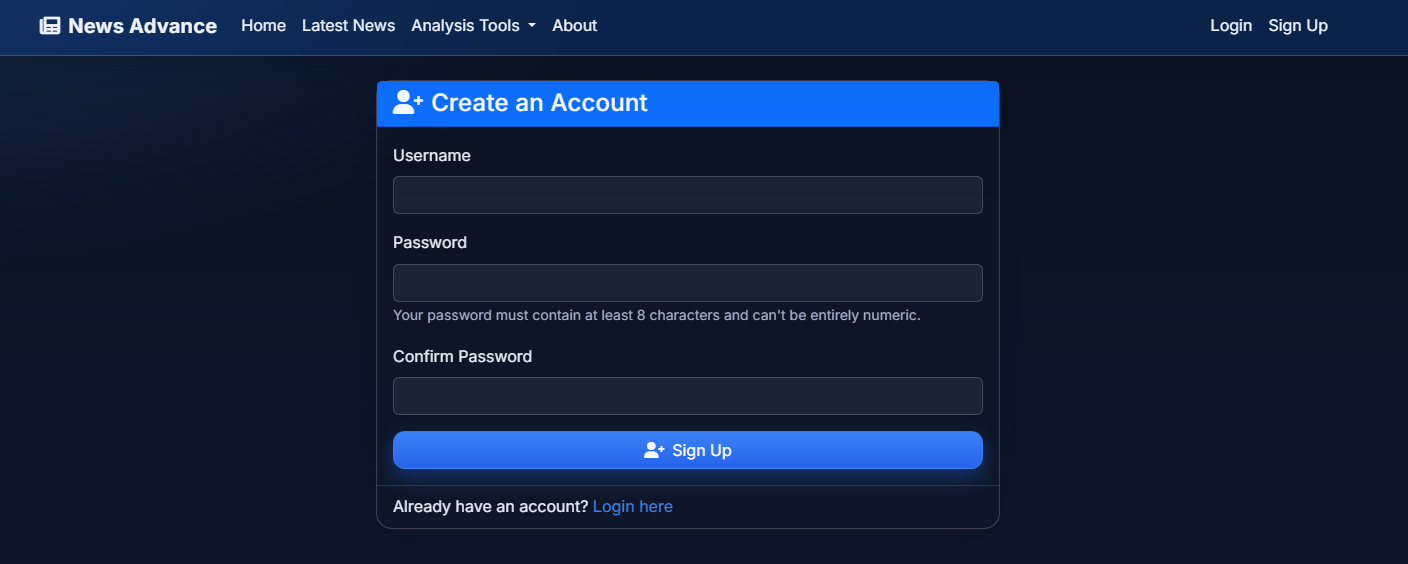 News Advance Home Latest News Analysis Tools About Login Sign Up
Create an Account
Username
Password
Your password must contain at least 8 characters and can't be entirely numeric.
Confirm Password
Sign Up
Already have an account? Login here